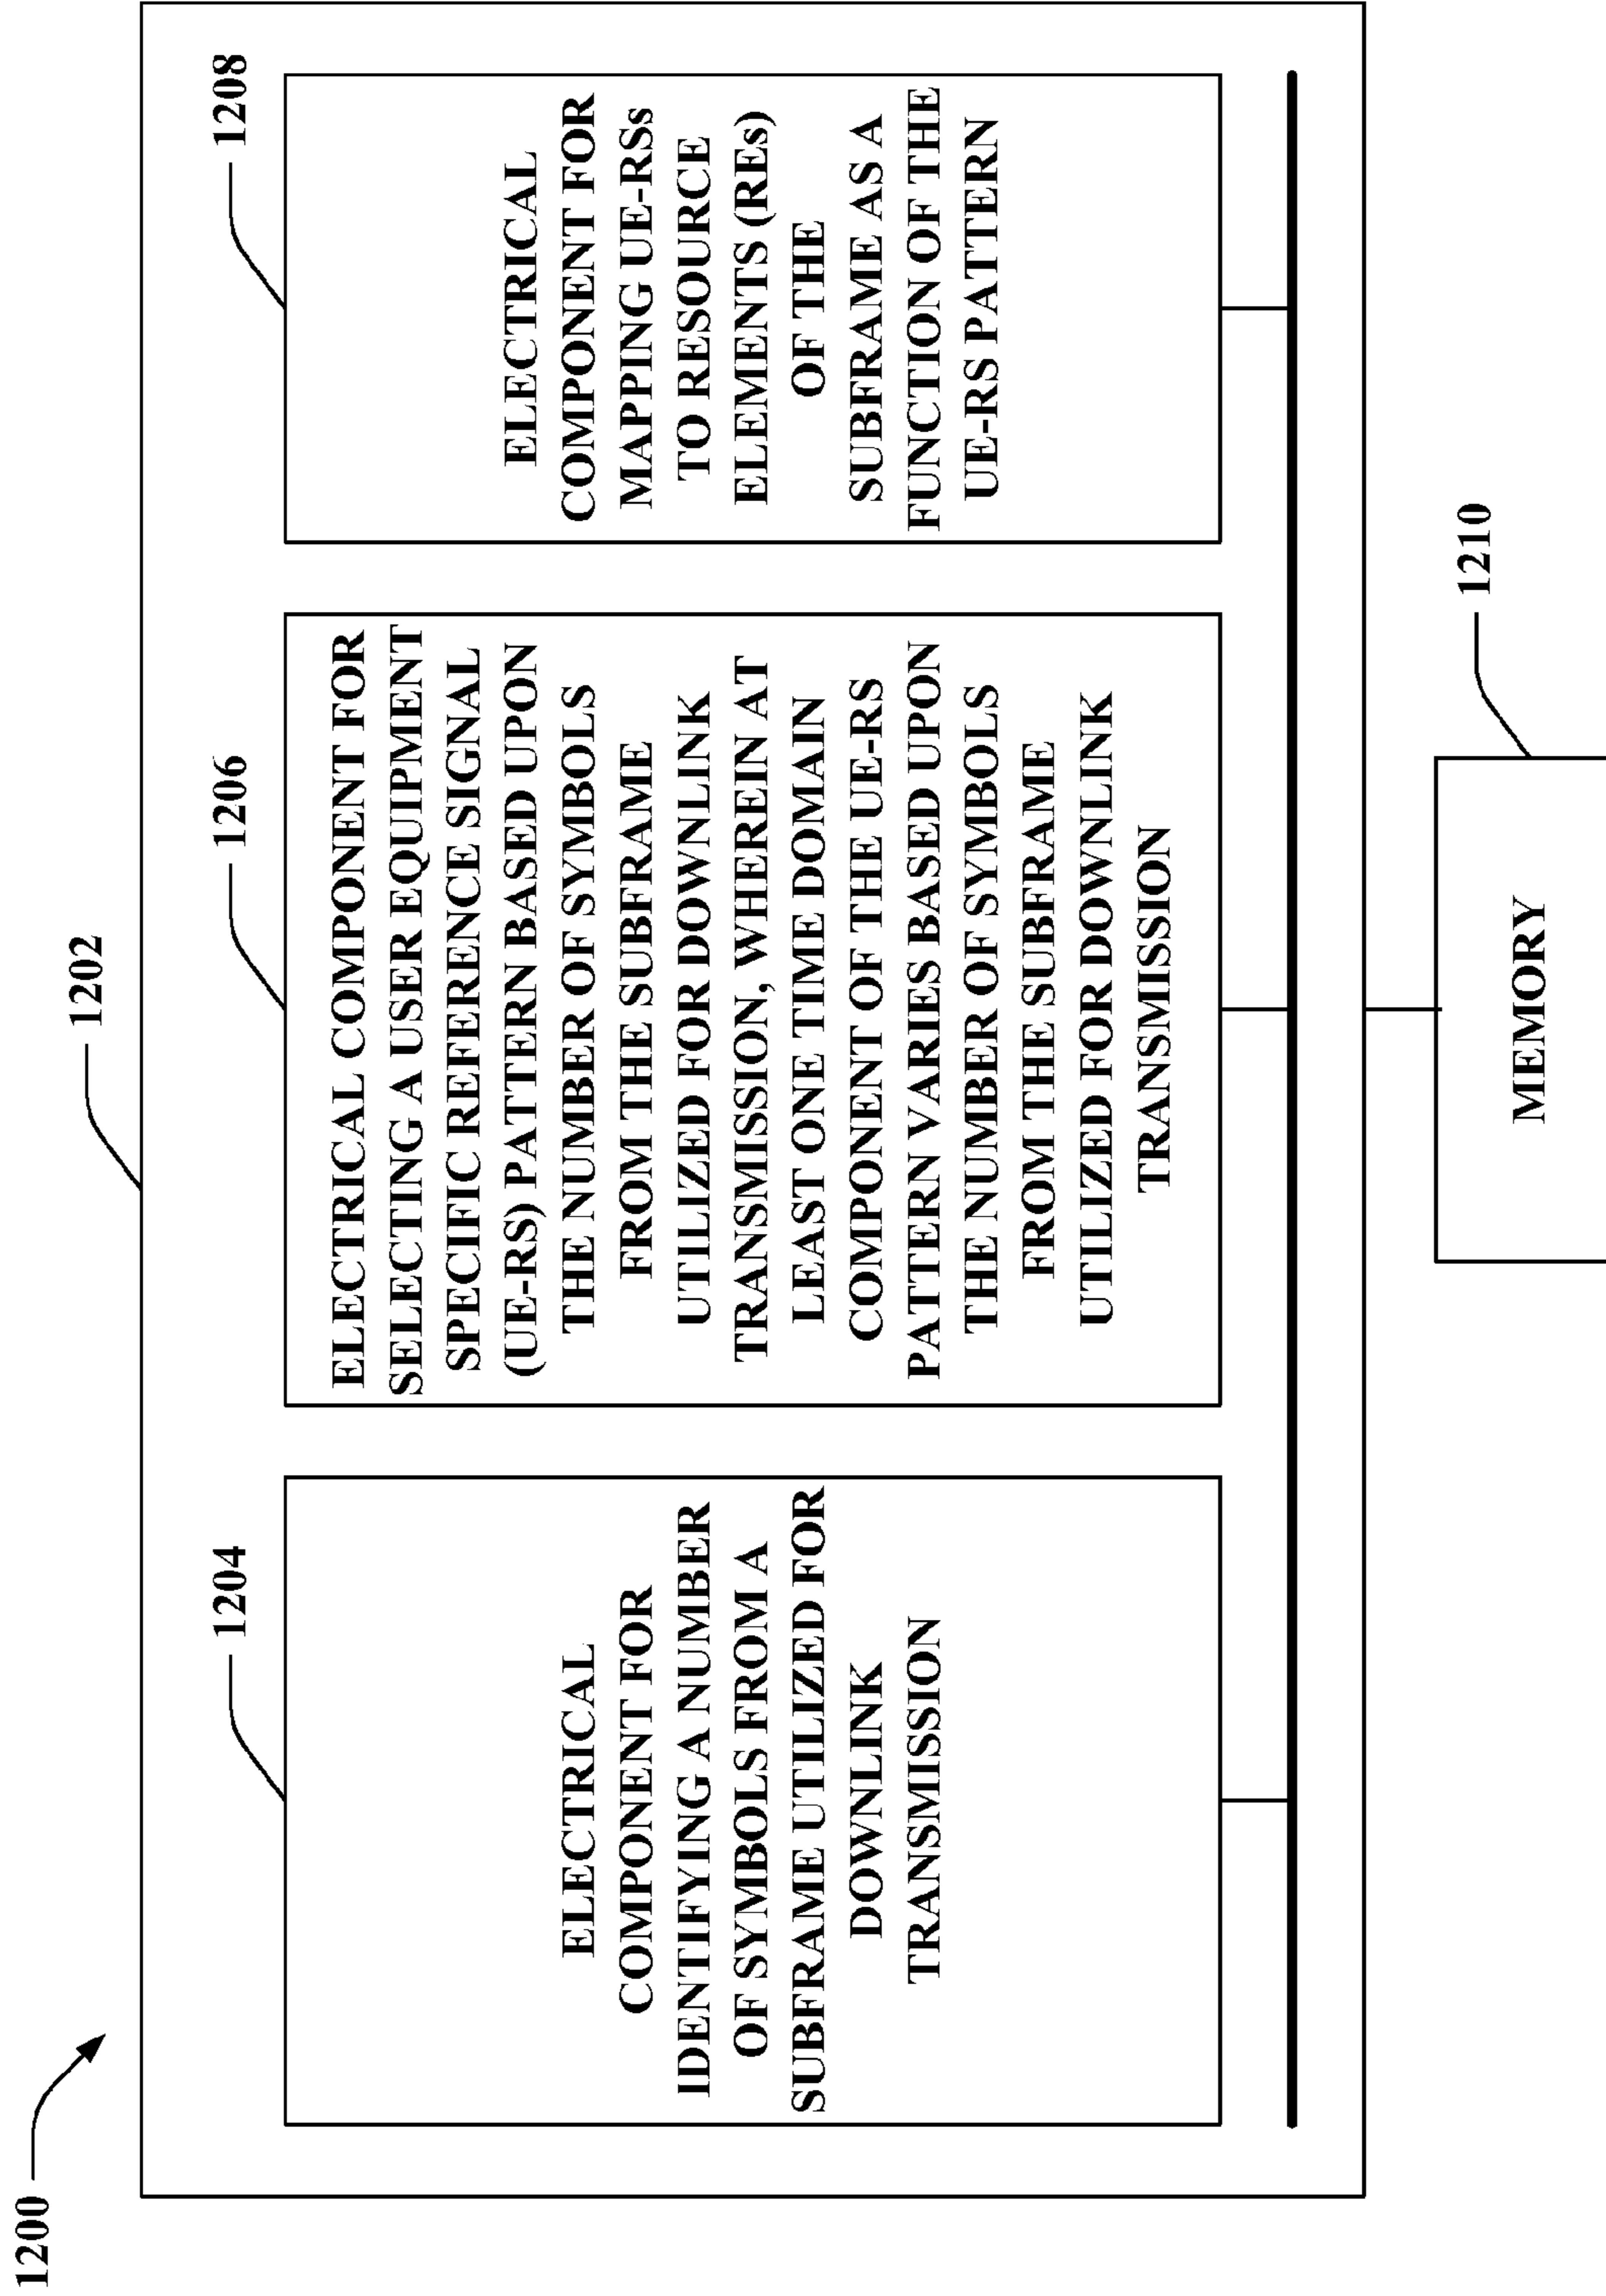 1200
1202
1204
ELECTRICAL
COMPONENT FOR
IDENTIFYING A NUMBER
OF SYMBOLS FROM A
SUBFRAME UTILIZED FOR
DOWNLINK
TRANSMISSION
1206
ELECTRICAL COMPONENT FOR
SELECTING A USER EQUIPMENT
SPECIFIC REFERENCE SIGNAL
(UE-RS) PATTERN BASED UPON
THE NUMBER OF SYMBOLS
FROM THE SUBFRAME
UTILIZED FOR DOWNLINK
TRANSMISSION, WHEREIN AT
LEAST ONE TIME DOMAIN
COMPONENT OF THE UE-RS
PATTERN VARIES BASED UPON
THE NUMBER OF SYMBOLS
FROM THE SUBFRAME
UTILIZED FOR DOWNLINK
TRANSMISSION
1208
ELECTRICAL
COMPONENT FOR
MAPPING UE-RSs
TO RESOURCE
ELEMENTS (REs)
OF THE
SUBFRAME AS A
FUNCTION OF THE
UE-RS PATTERN
1210
MEMORY